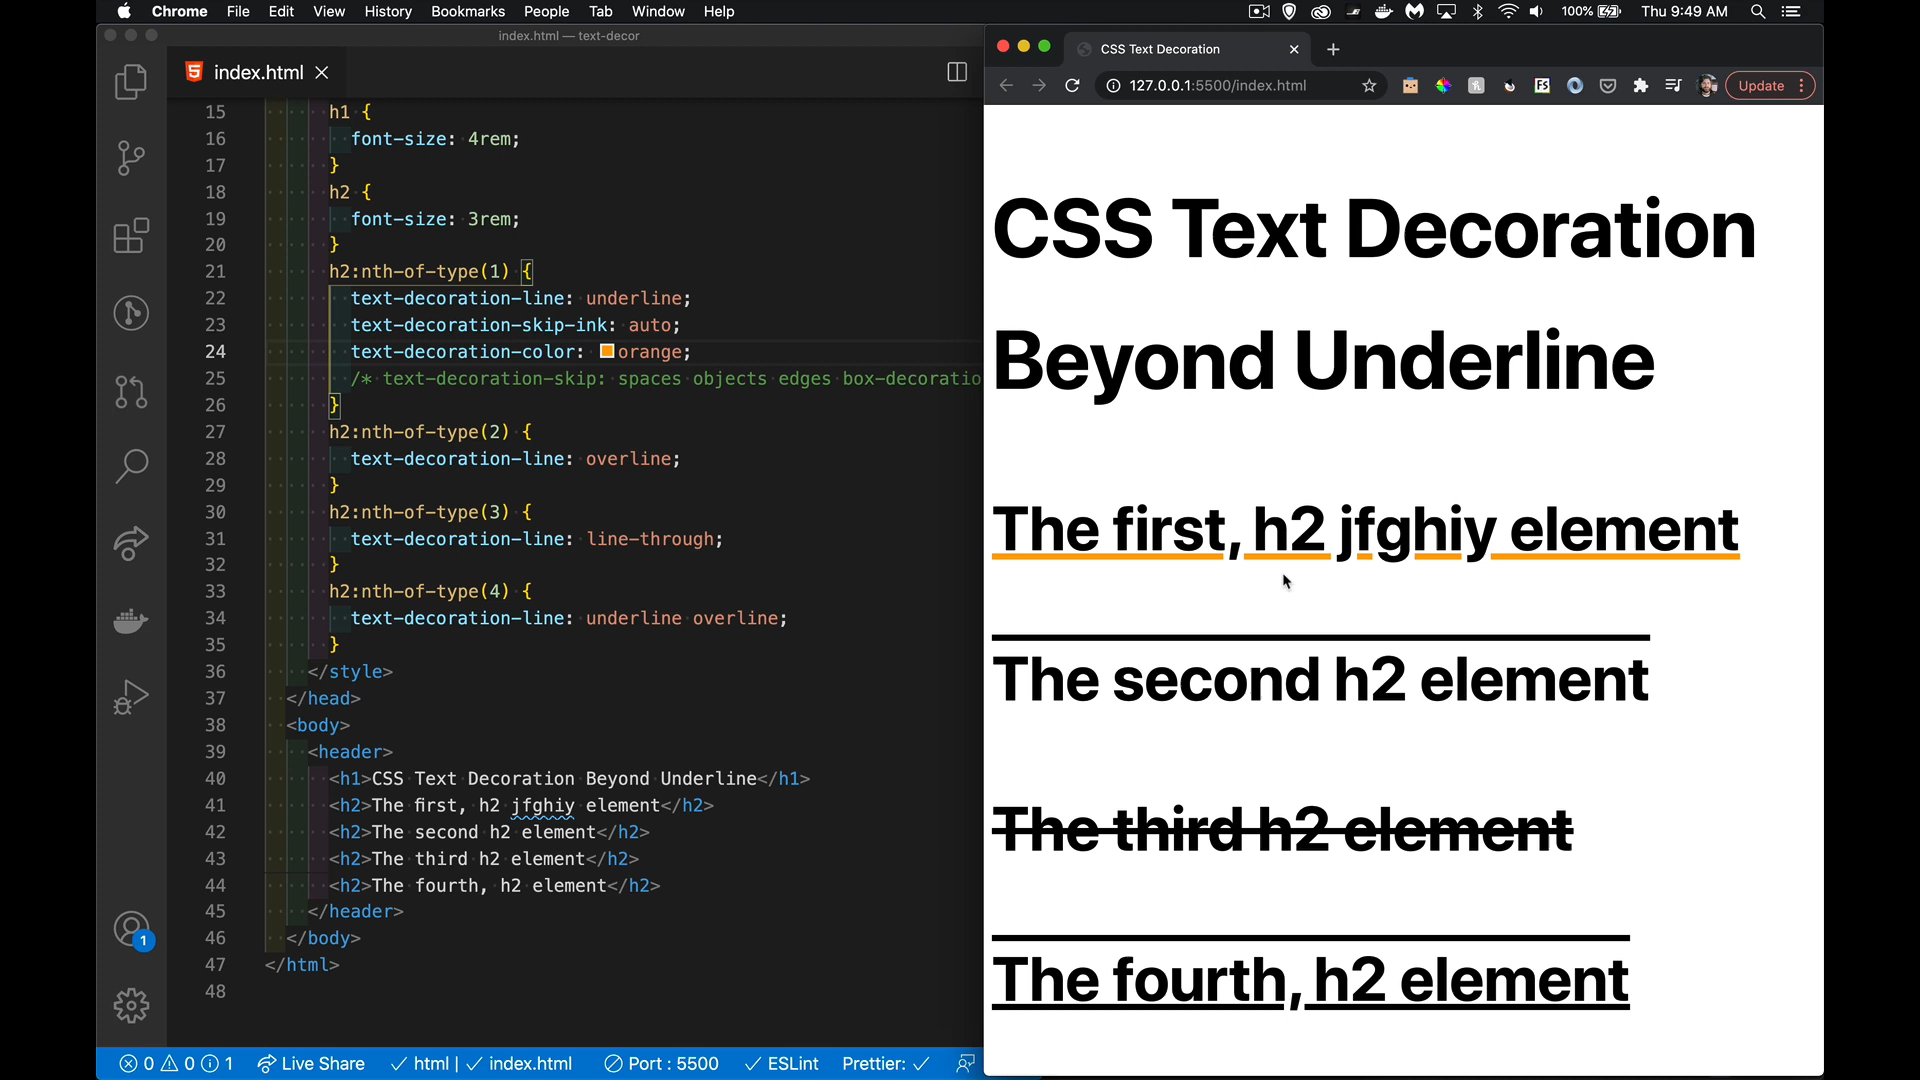 Chrome File Edit View History Bookmarks People Tab Window Help 100% Thu 9:49 AM
index.html — text-decor
index.html
15 h1 {
16 font-size: 4rem;
17 }
18 h2 {
19 font-size: 3rem;
20 }
21 h2:nth-of-type(1) {
22 text-decoration-line: underline;
23 text-decoration-skip-ink: auto;
24 text-decoration-color: orange;
25 /* text-decoration-skip: spaces objects edges box-decoratio
26 }
27 h2:nth-of-type(2) {
28 text-decoration-line: overline;
29 }
30 h2:nth-of-type(3) {
31 text-decoration-line: line-through;
32 }
33 h2:nth-of-type(4) {
34 text-decoration-line: underline overline;
35 }
36 </style>
37 </head>
38 <body>
39 <header>
40 <h1>CSS Text Decoration Beyond Underline</h1>
41 <h2>The first, h2 jfghiy element</h2>
42 <h2>The second h2 element</h2>
43 <h2>The third h2 element</h2>
44 <h2>The fourth, h2 element</h2>
45 </header>
46 </body>
47 </html>
48
1
0 0 1 Live Share html | index.html Port : 5500 ESLint Prettier:
CSS Text Decoration
127.0.0.1:5500/index.html Update
CSS Text Decoration
Beyond Underline
The first, h2 jfghiy element
The second h2 element
The third h2 element
The fourth, h2 element